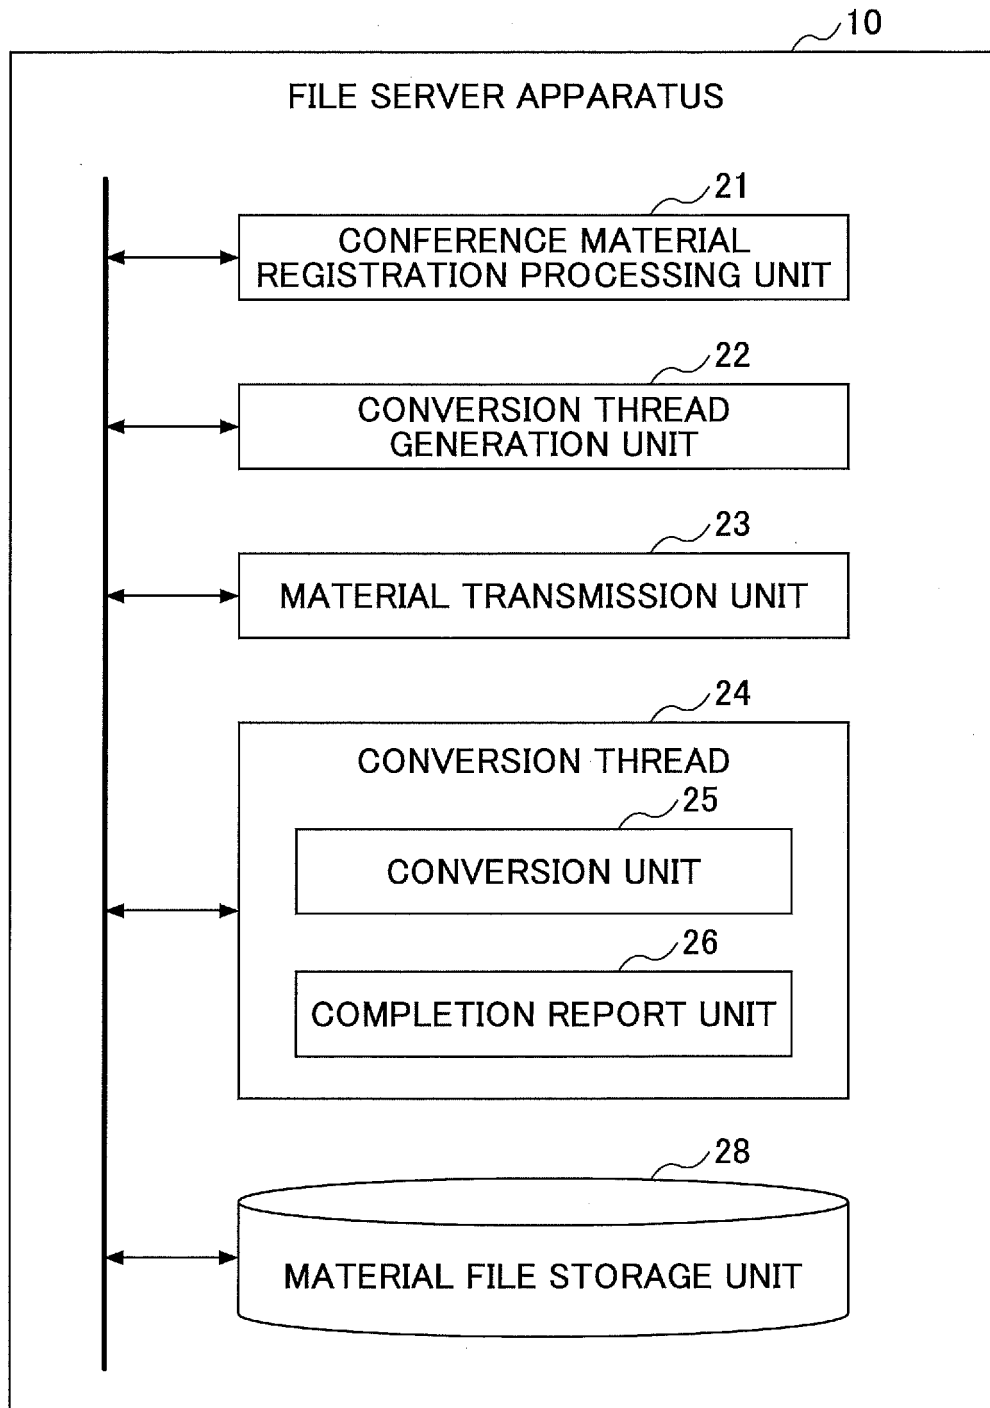 10
FILE SERVER APPARATUS
21
CONFERENCE MATERIAL
REGISTRATION PROCESSING UNIT
22
CONVERSION THREAD
GENERATION UNIT
23
MATERIAL TRANSMISSION UNIT
24
CONVERSION THREAD
25
CONVERSION UNIT
26
COMPLETION REPORT UNIT
28
MATERIAL FILE STORAGE UNIT